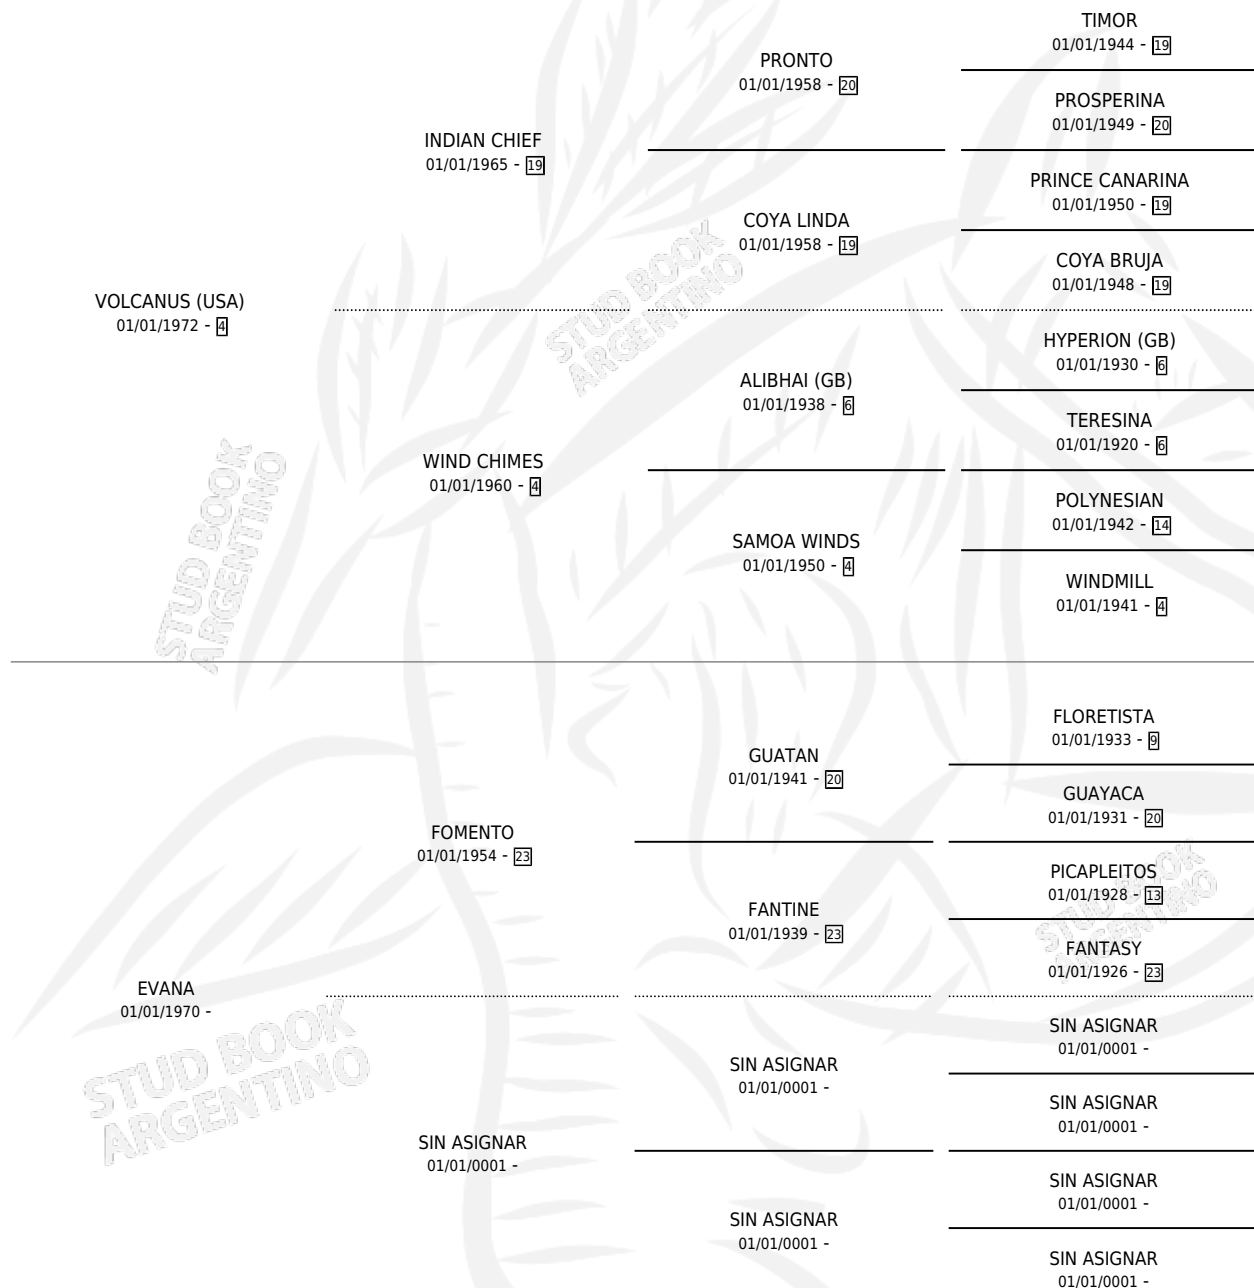 TIMOR
01/01/1944 - 19
PRONTO
01/01/1958 - 20
PROSPERINA
01/01/1949 - 20
INDIAN CHIEF
01/01/1965 - 19
PRINCE CANARINA
01/01/1950 - 19
COYA LINDA
01/01/1958 - 19
COYA BRUJA
01/01/1948 - 19
VOLCANUS (USA)
01/01/1972 - 4
HYPERION (GB)
01/01/1930 - 6
ALIBHAI (GB)
01/01/1938 - 6
TERESINA
01/01/1920 - 6
WIND CHIMES
01/01/1960 - 4
POLYNESIAN
01/01/1942 - 14
SAMOA WINDS
01/01/1950 - 4
WINDMILL
01/01/1941 - 4
FLORETISTA
01/01/1933 - 9
GUATAN
01/01/1941 - 20
GUAYACA
01/01/1931 - 20
FOMENTO
01/01/1954 - 23
PICAPLEITOS
01/01/1928 - 13
FANTINE
01/01/1939 - 23
FANTASY
01/01/1926 - 23
EVANA
01/01/1970 -
SIN ASIGNAR
01/01/0001 -
SIN ASIGNAR
01/01/0001 -
SIN ASIGNAR
01/01/0001 -
SIN ASIGNAR
01/01/0001 -
SIN ASIGNAR
01/01/0001 -
SIN ASIGNAR
01/01/0001 -
SIN ASIGNAR
01/01/0001 -
STUD BOOK
ARGENTINO
STUD BOOK
ARGENTINO
STUD BOOK
ARGENTINO
STUD BOOK
ARGENTINO